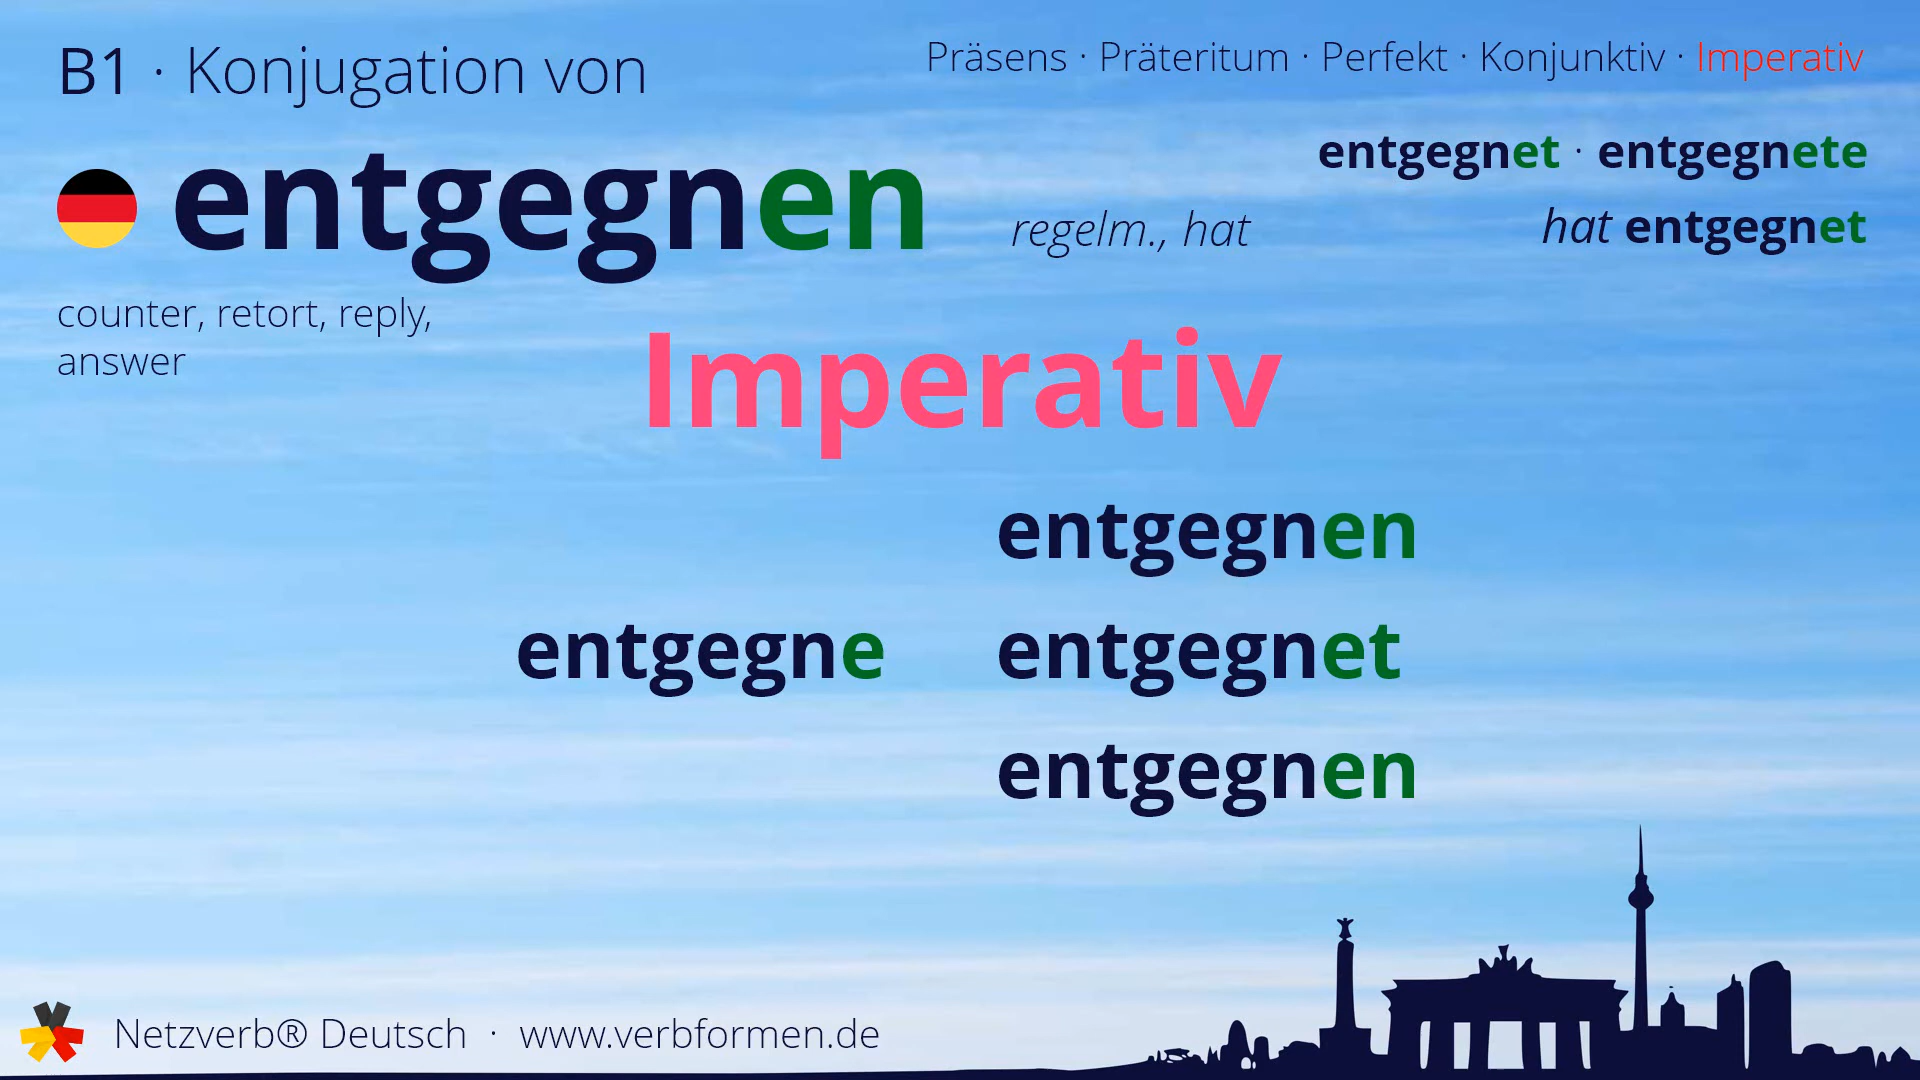 B1 · Konjugation von
Präsens · Präteritum · Perfekt · Konjunktiv · Imperativ
entgegnen
regelm., hat
entgegnet · entgegnete
hat entgegnet
counter, retort, reply,
answer
Imperativ
entgegnen
entgegne entgegnet
entgegnen
Netzverb® Deutsch · www.verbformen.de